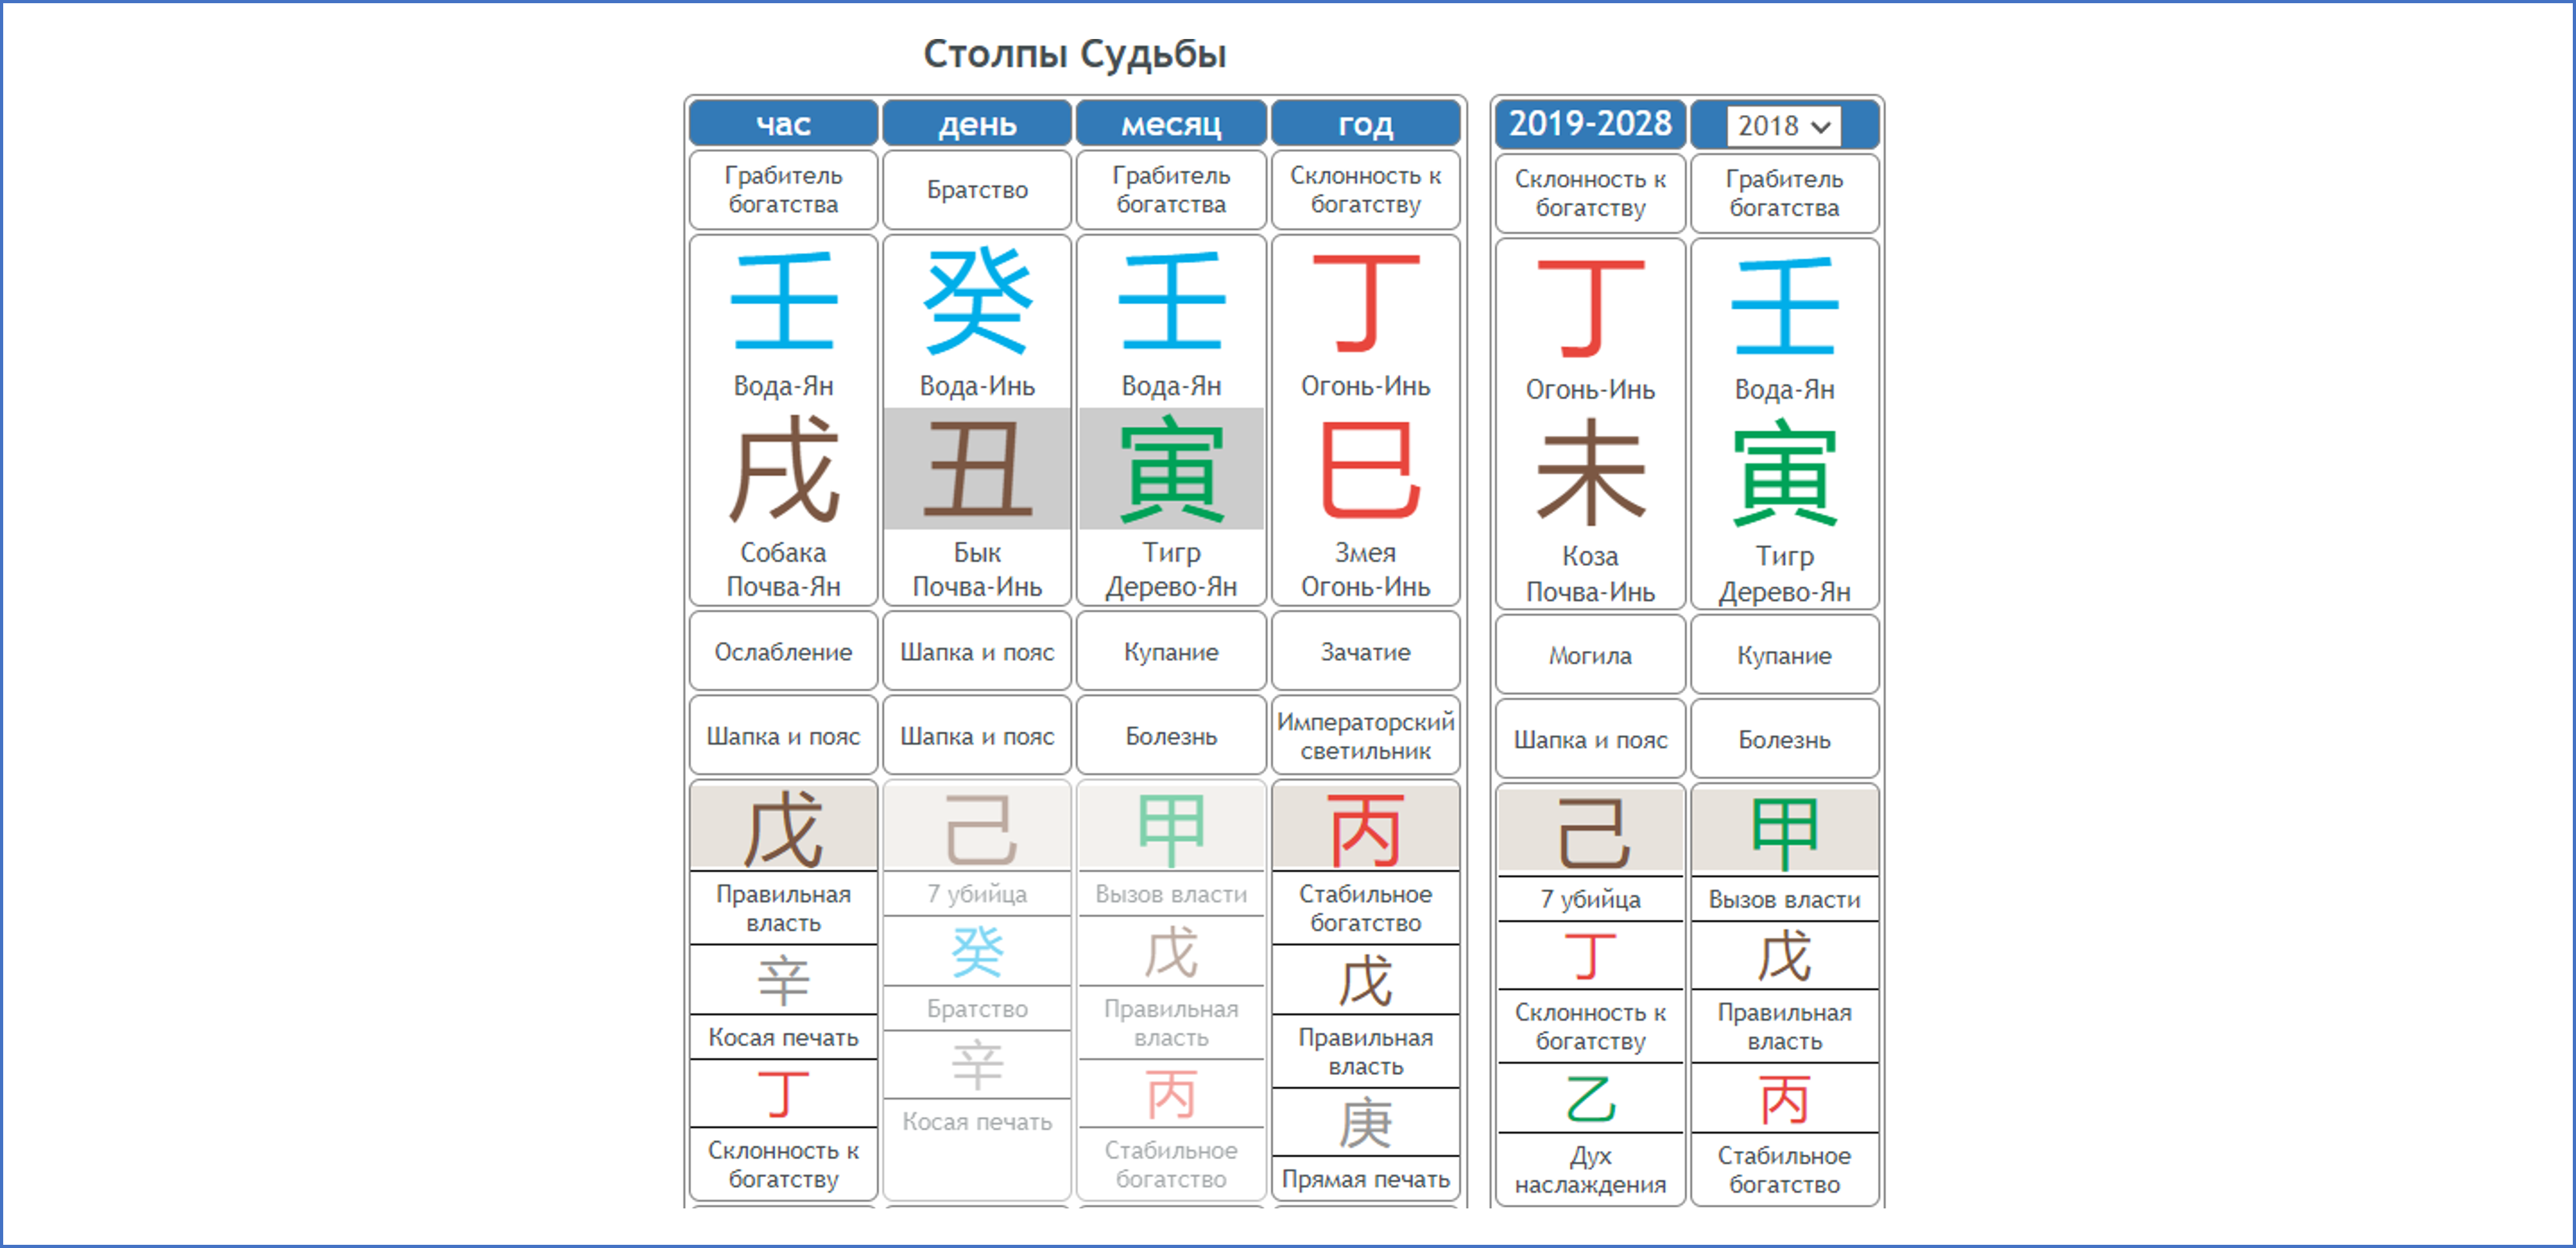 Столпы Судьбы
час
день
месяц
год
2019-2028
2018
Грабитель
богатства
Братство
Грабитель
богатства
Склонность к
богатству
Склонность к
богатству
Грабитель
богатства
壬
癸
壬
丁
丁
壬
Вода-Ян
Вода-Инь
Вода-Ян
Огонь-Инь
Огонь-Инь
Вода-Ян
戌
丑
寅
巳
未
寅
Собака
Почва-Ян
Бык
Почва-Инь
Тигр
Дерево-Ян
Змея
Огонь-Инь
Коза
Почва-Инь
Тигр
Дерево-Ян
Ослабление
Шапка и пояс
Купание
Зачатие
Могила
Купание
Шапка и пояс
Шапка и пояс
Болезнь
Императорский
светильник
Шапка и пояс
Болезнь
戊
Правильная
власть
辛
Косая печать
丁
Склонность к
богатству
己
7 убийца
癸
Братство
辛
Косая печать
甲
Вызов власти
戊
Правильная
власть
丙
Стабильное
богатство
丙
Стабильное
богатство
戊
Правильная
власть
庚
Прямая печать
己
7 убийца
丁
Склонность к
богатству
乙
Дух
наслаждения
甲
Вызов власти
戊
Правильная
власть
丙
Стабильное
богатство